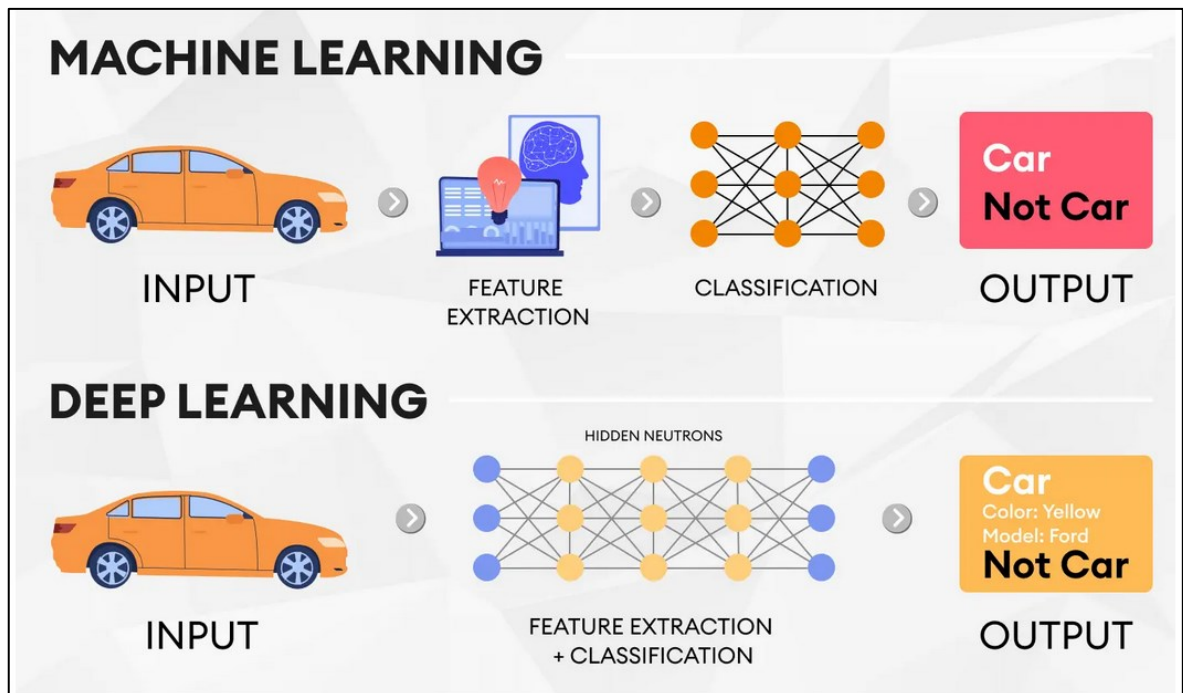 MACHINE LEARNING
INPUT
FEATURE
EXTRACTION
CLASSIFICATION
Car
Not Car
OUTPUT
DEEP LEARNING
INPUT
HIDDEN NEUTRONS
FEATURE EXTRACTION
+ CLASSIFICATION
Car
Color: Yellow
Model: Ford
Not Car
OUTPUT